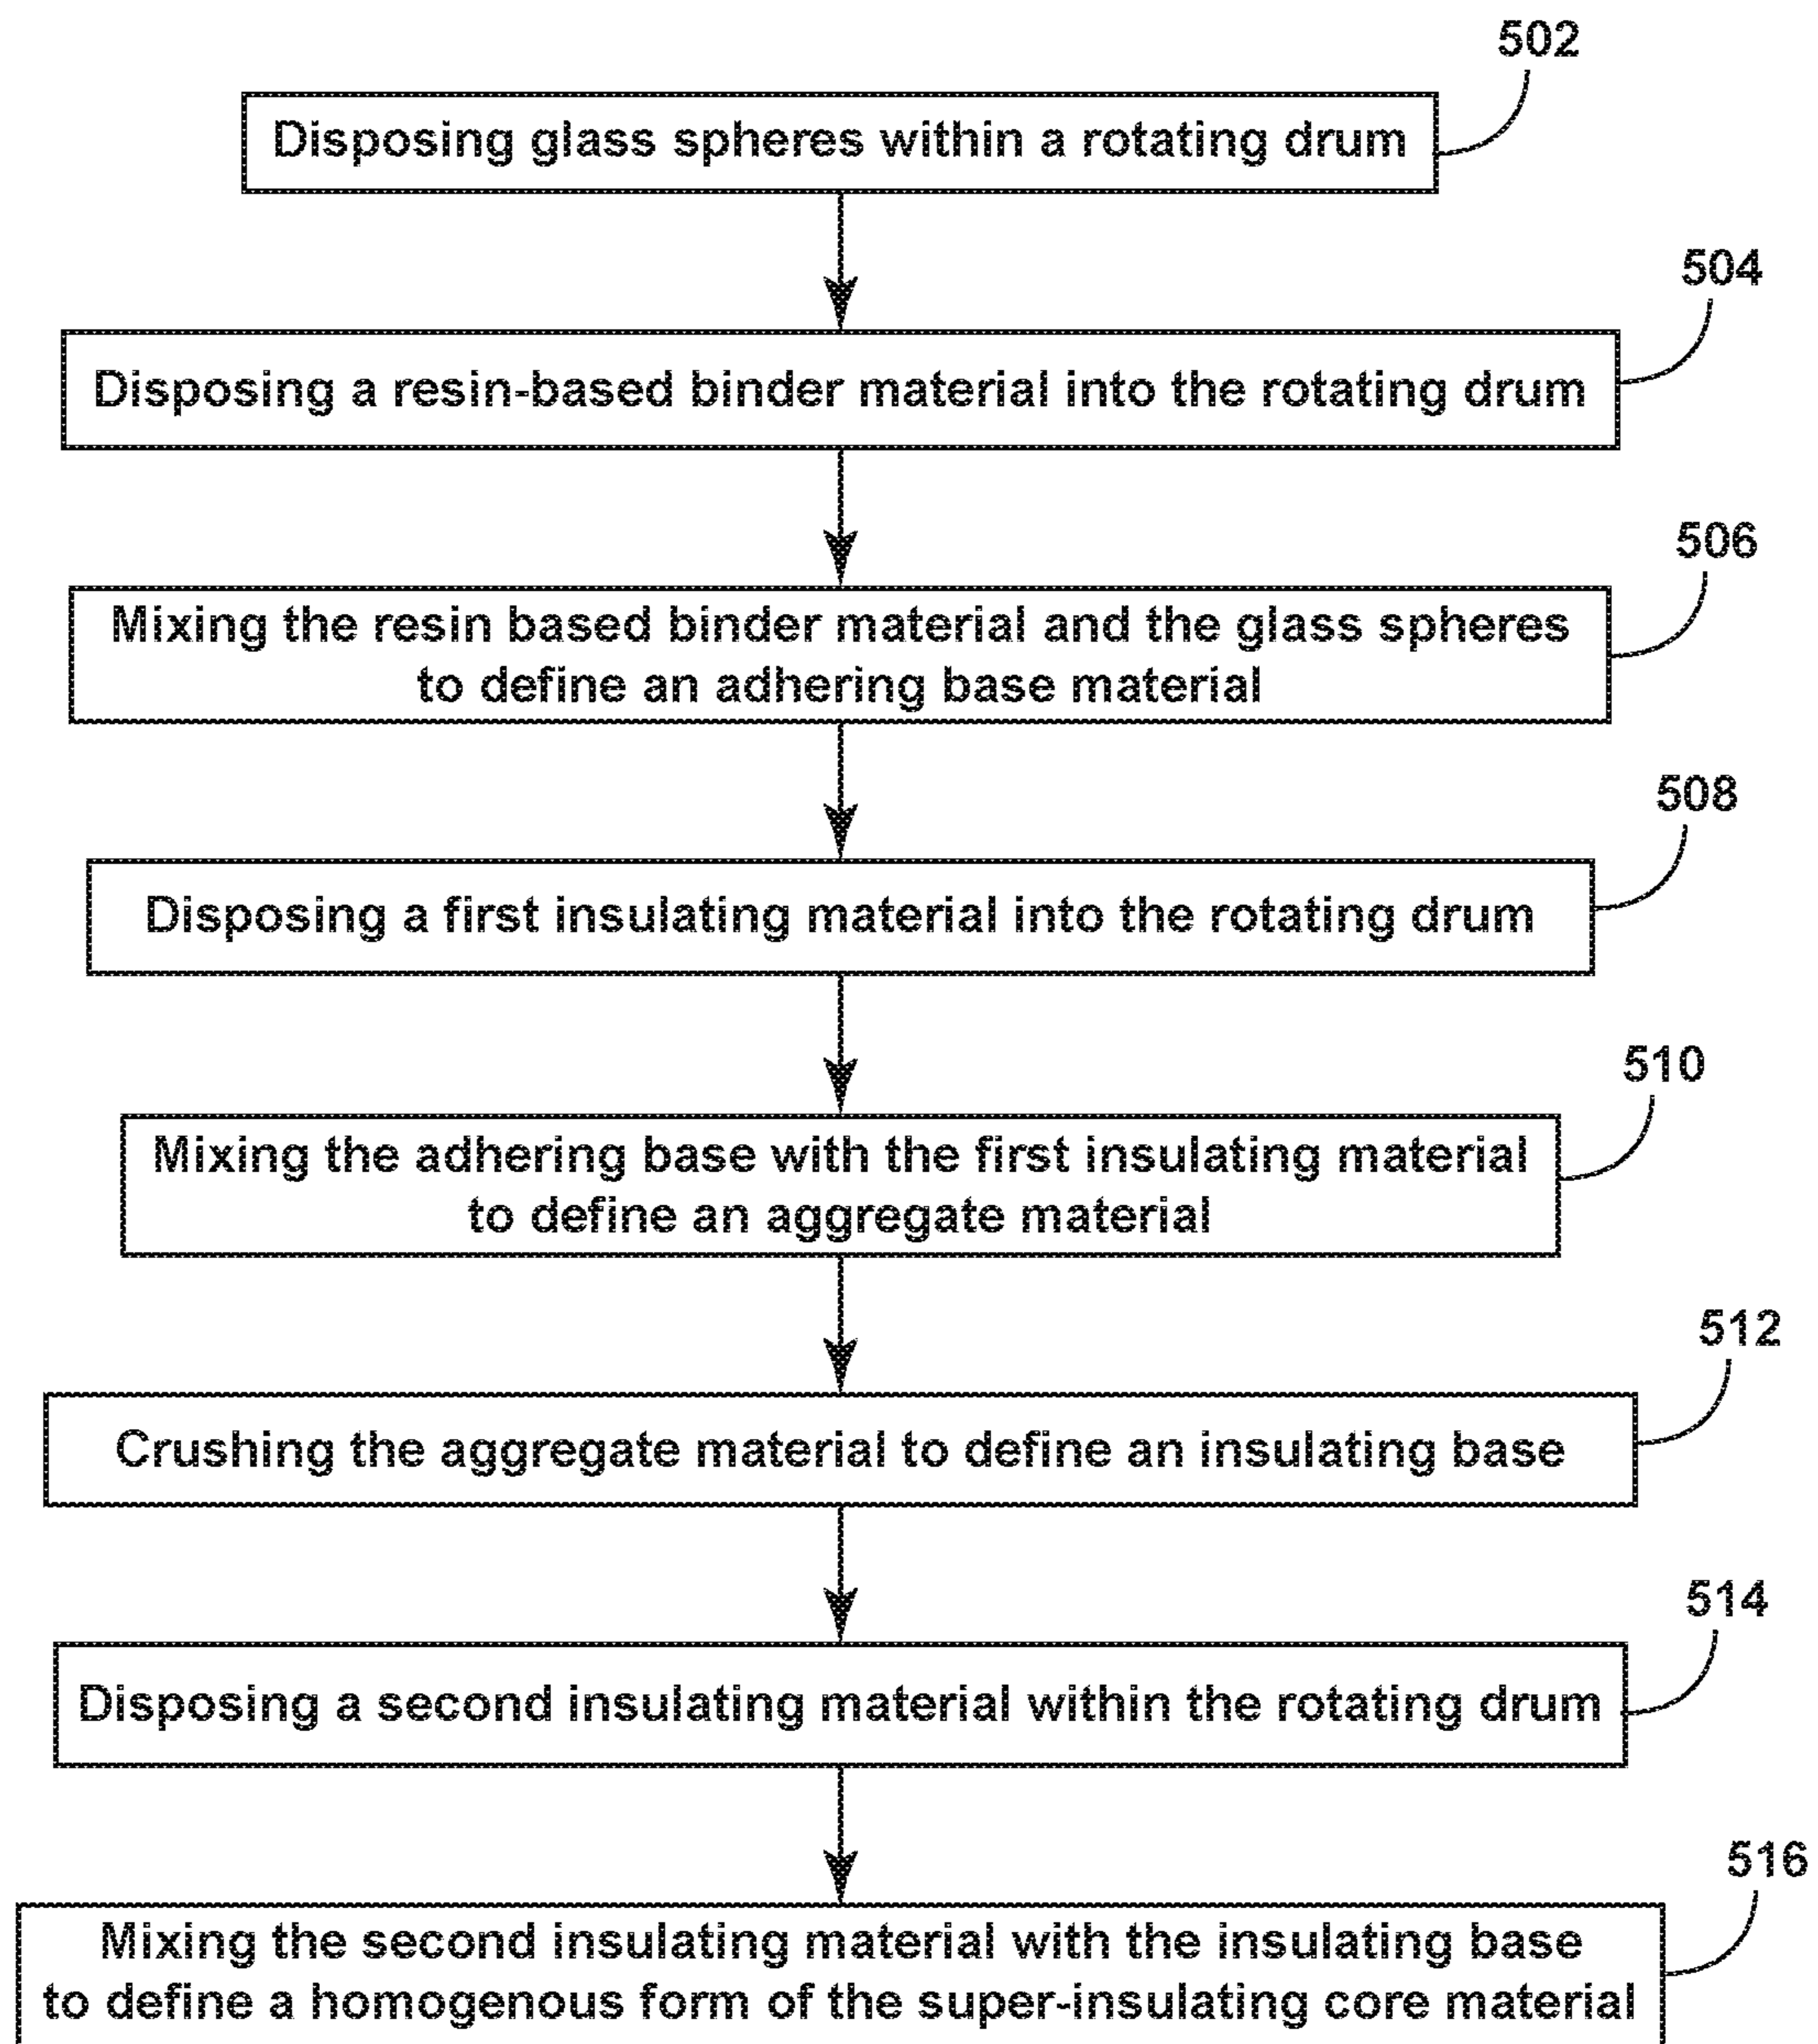 502
Disposing glass spheres within a rotating drum
504
Disposing a resin-based binder material into the rotating drum
506
Mixing the resin based binder material and the glass spheres
to define an adhering base material
508
Disposing a first insulating material into the rotating drum
510
Mixing the adhering base with the first insulating material
to define an aggregate material
512
Crushing the aggregate material to define an insulating base
514
Disposing a second insulating material within the rotating drum
516
Mixing the second insulating material with the insulating base
to define a homogenous form of the super-insulating core material